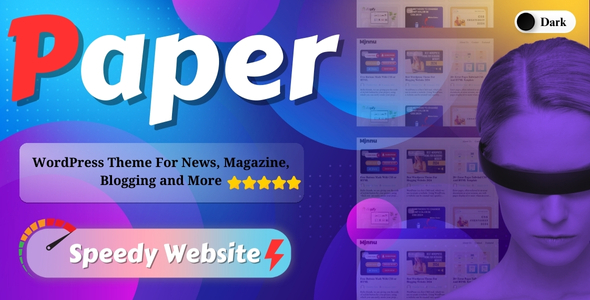 Paper
Dark
WordPress Theme For News, Magazine,
Blogging and More
Speedy Website